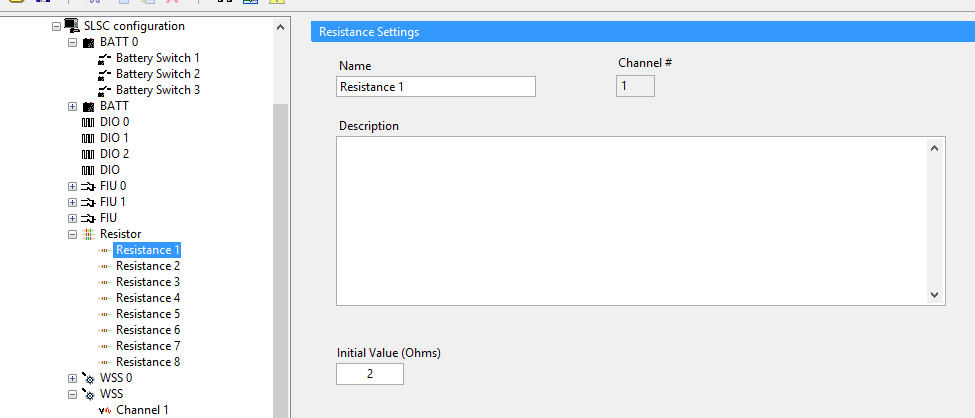 SLSC configuration
BATT 0
Battery Switch 1
Battery Switch 2
Battery Switch 3
BATT
DIO 0
DIO 1
DIO 2
DIO
FIU 0
FIU 1
FIU
Resistor
Resistance 1
Resistance 2
Resistance 3
Resistance 4
Resistance 5
Resistance 6
Resistance 7
Resistance 8
WSS 0
WSS
Channel 1
Resistance Settings
Name
Channel #
Resistance 1
1
Description
Initial Value (Ohms)
2